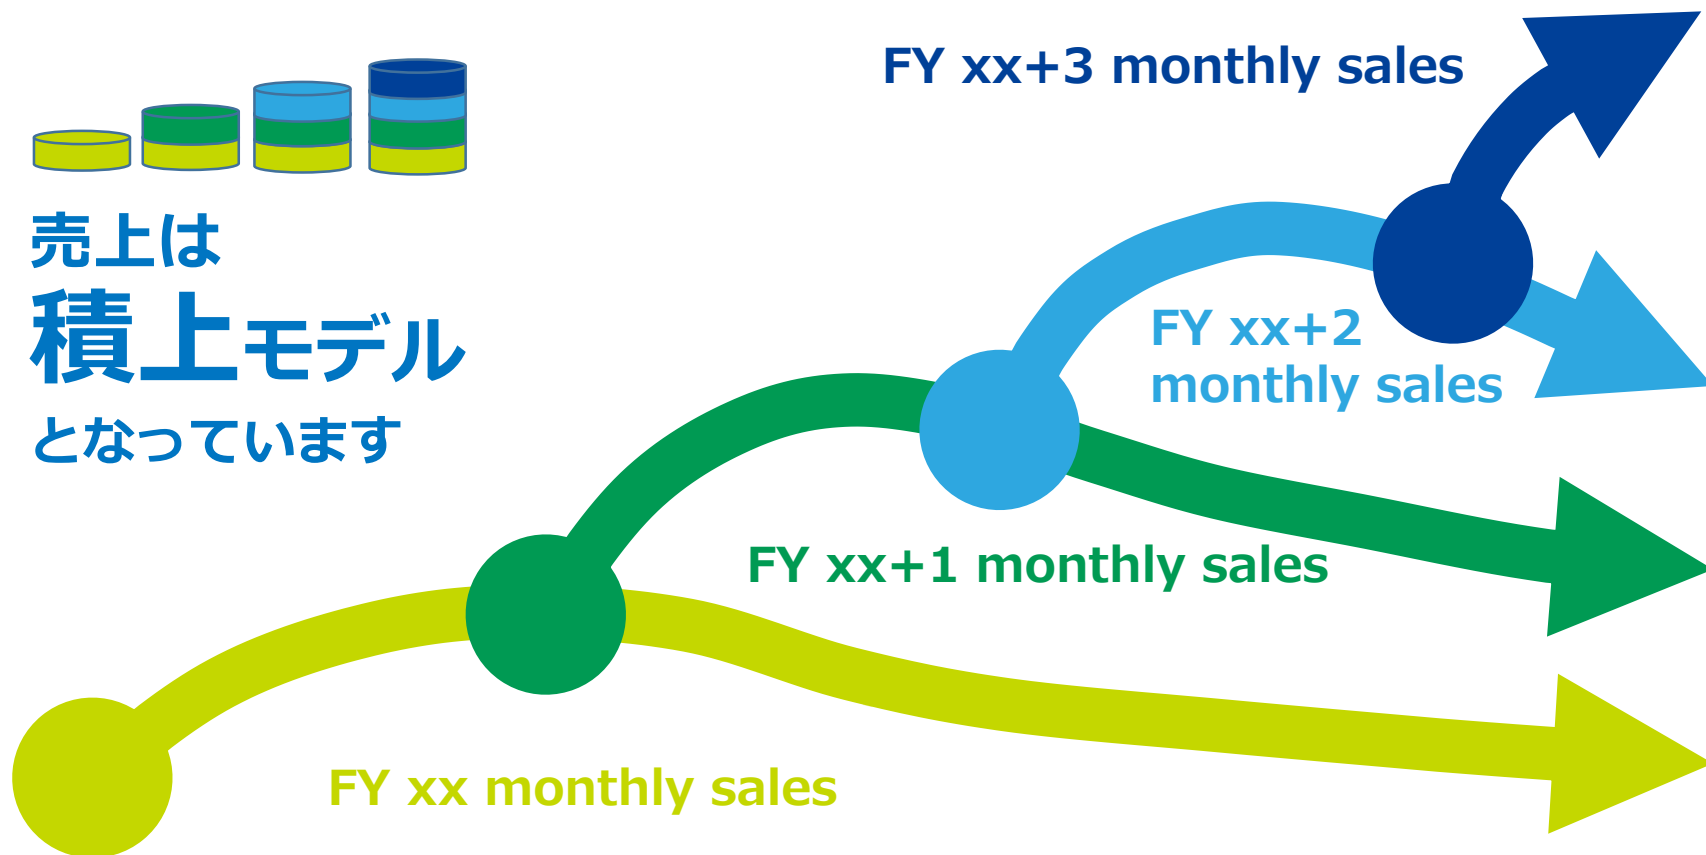 売上は
積上モデル
となっています
FY xx+3 monthly sales
FY xx+2
monthly sales
FY xx+1 monthly sales
FY xx monthly sales